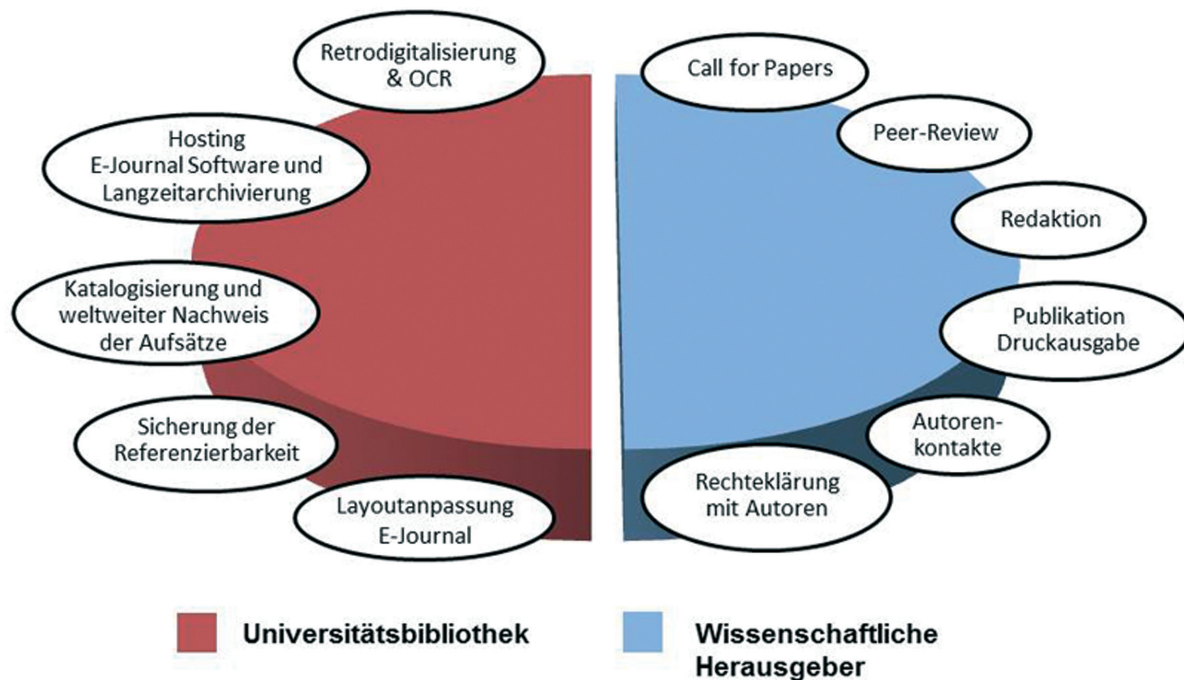 Retrodigitalisierung
& OCR
Hosting
E-Journal Software und
Langzeitarchivierung
Katalogisierung und
weltweiter Nachweis
der Aufsätze
Sicherung der
Referenzierbarkeit
Layoutanpassung
E-Journal
Call for Papers
Peer-Review
Redaktion
Publikation
Druckausgabe
Autoren-
kontakte
Rechteklärung
mit Autoren
Universitätsbibliothek
Wissenschaftliche
Herausgeber